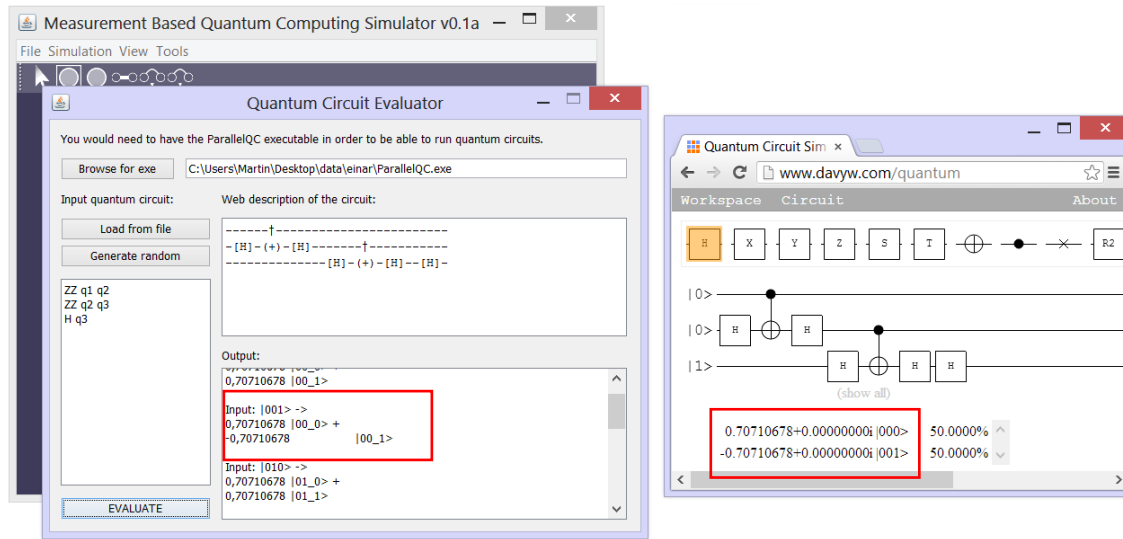 Measurement Based Quantum Computing Simulator v0.1a
File Simulation View Tools
Quantum Circuit Evaluator
You would need to have the ParallelQC executable in order to be able to run quantum circuits.
Browse for exe
C:\Users\Martin\Desktop\data\einar\ParallelQC.exe
Input quantum circuit:
Web description of the circuit:
Load from file
Generate random
------†-------------------------
-[H]-(+)-[H]-------†-----------
--------------[H]-(+)-[H]--[H]-
ZZ q1 q2
ZZ q2 q3
H q3
Output:
0,70710678 |00_1>
Input: |001> ->
0,70710678 |00_0> +
-0,70710678 |00_1>
Input: |010> ->
0,70710678 |01_0> +
0,70710678 |01_1>
EVALUATE
Quantum Circuit Sim
www.davyw.com/quantum
Workspace Circuit About
H X Y Z S T R2
|0>
|0> H H
|1> H H H
(show all)
0.70710678+0.00000000i |000> 50.0000%
-0.70710678+0.00000000i |001> 50.0000%